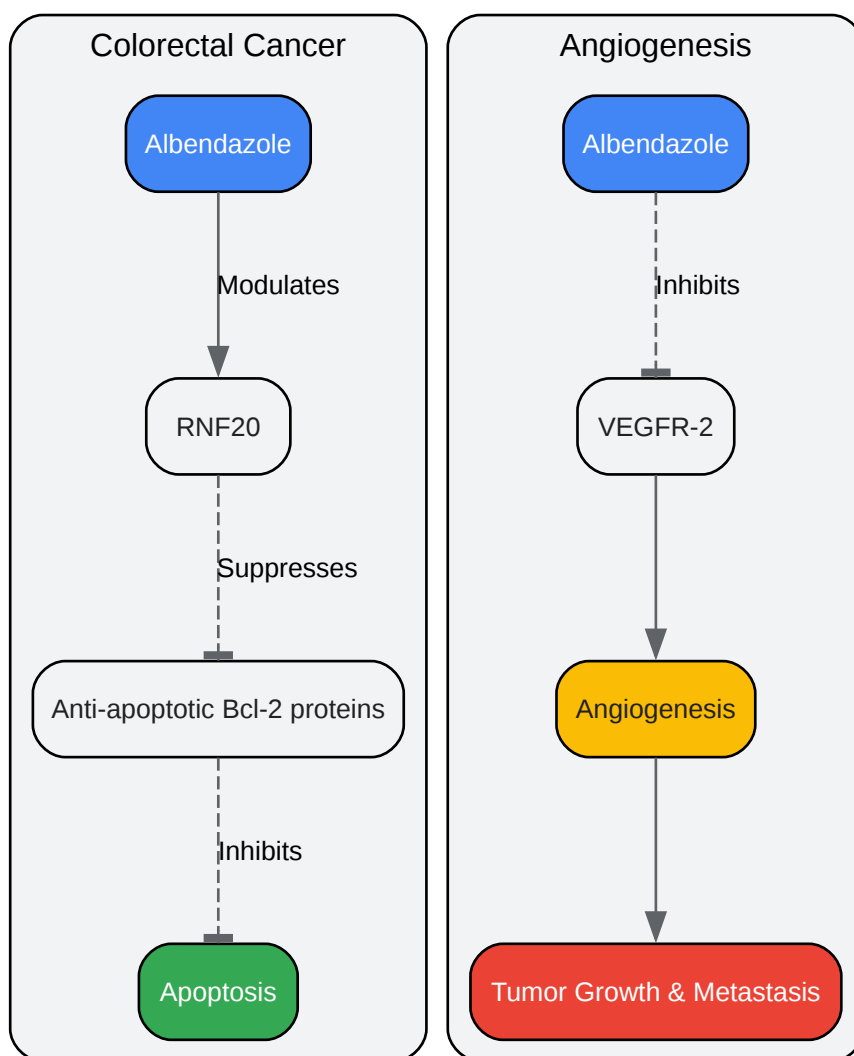 Colorectal Cancer
Albendazole
Modulates
RNF20
Suppresses
Anti-apoptotic Bcl-2 proteins
Inhibits
Apoptosis
Angiogenesis
Albendazole
Inhibits
VEGFR-2
Angiogenesis
Tumor Growth & Metastasis